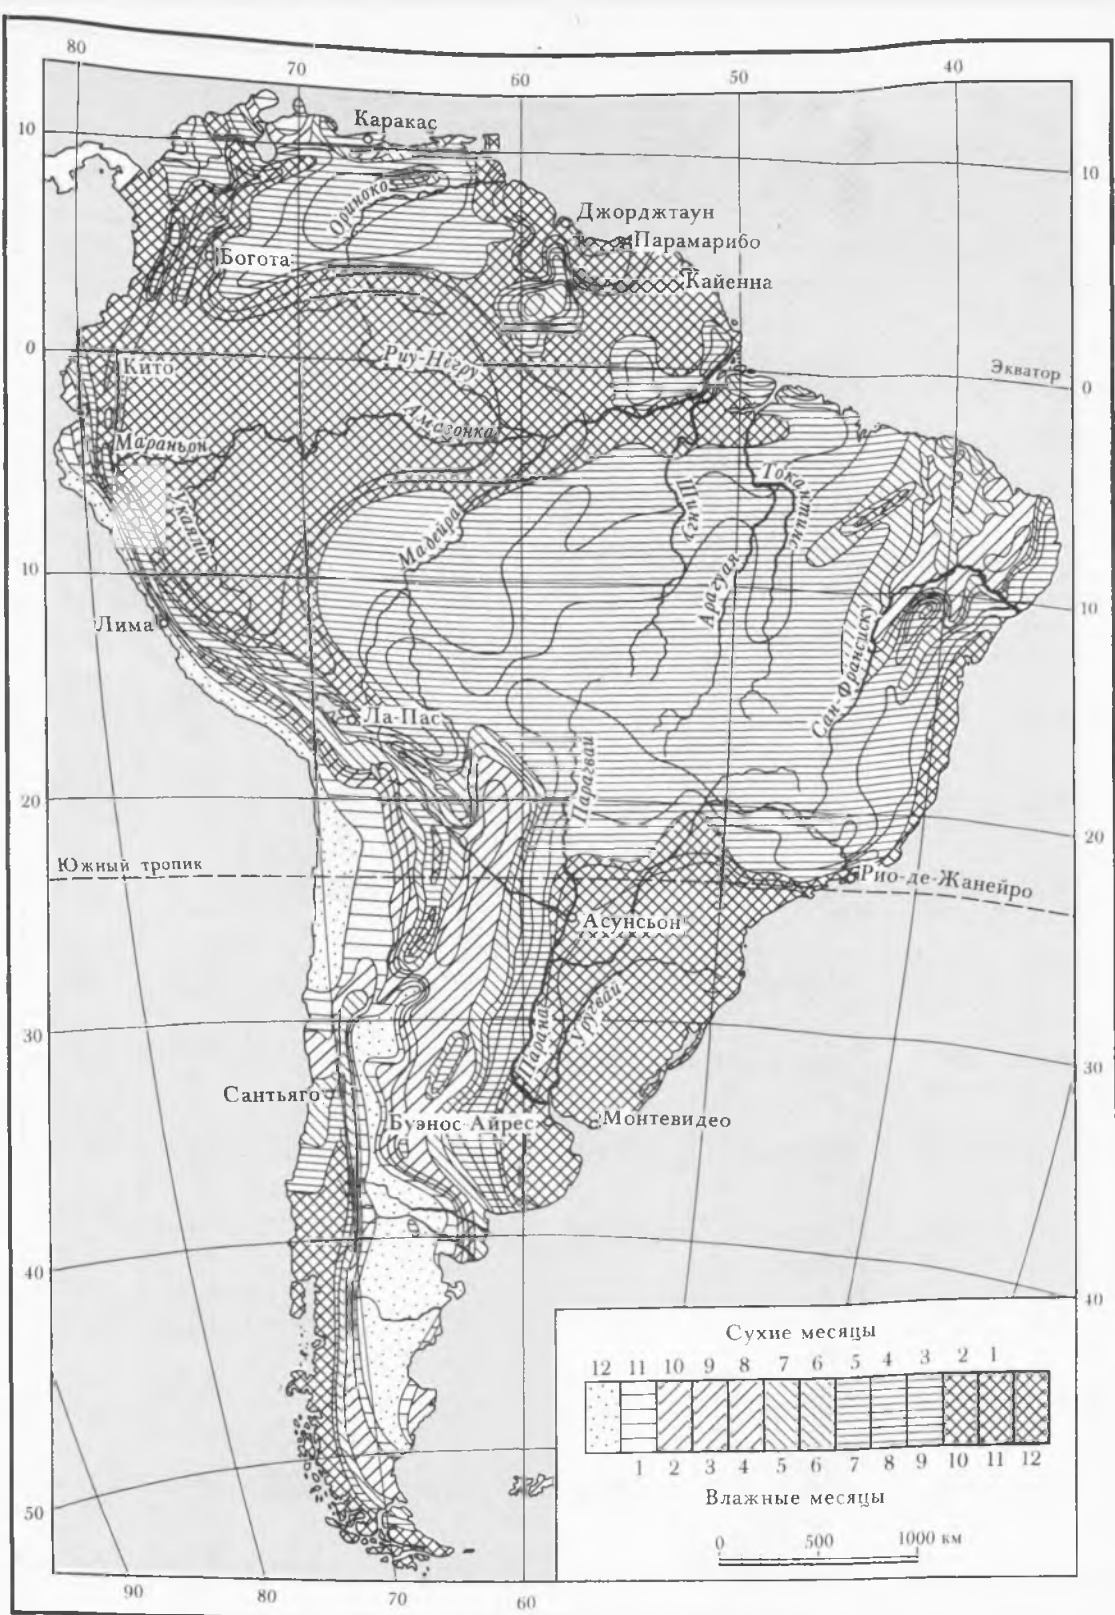 80
70
60
50
40
10
Каракас
10
Ориноко
Джорджтаун
Парамарибо
Богота
Кайенна
0
Кито
Риу-Негру
Экватор
0
Амазонка
Мараньон
Укаяли
Мадейра
Шингу
Токантинс
Арагуая
10
10
Лима
Сан-Франсиску
Ла-Пас
Парагвай
20
20
Южный тропик
Рио-де-Жанейро
Асунсьон
Парана
Уругвай
30
30
Сантьяго
Буэнос-Айрес
Монтевидео
40
40
50
90
80
70
60
Сухие месяцы
12 11 10 9 8 7 6 5 4 3 2 1
1 2 3 4 5 6 7 8 9 10 11 12
Влажные месяцы
0 500 1000 км